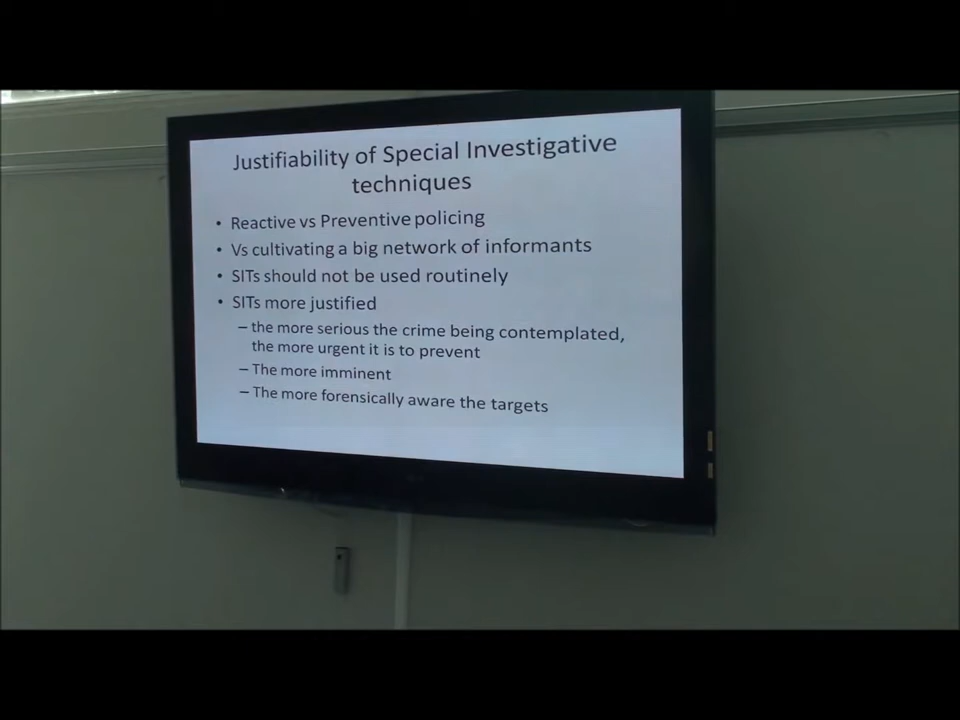 Justifiability of Special Investigative
techniques
• Reactive vs Preventive policing
• Vs cultivating a big network of informants
• SITs should not be used routinely
• SITs more justified
– the more serious the crime being contemplated,
the more urgent it is to prevent
– The more imminent
– The more forensically aware the targets